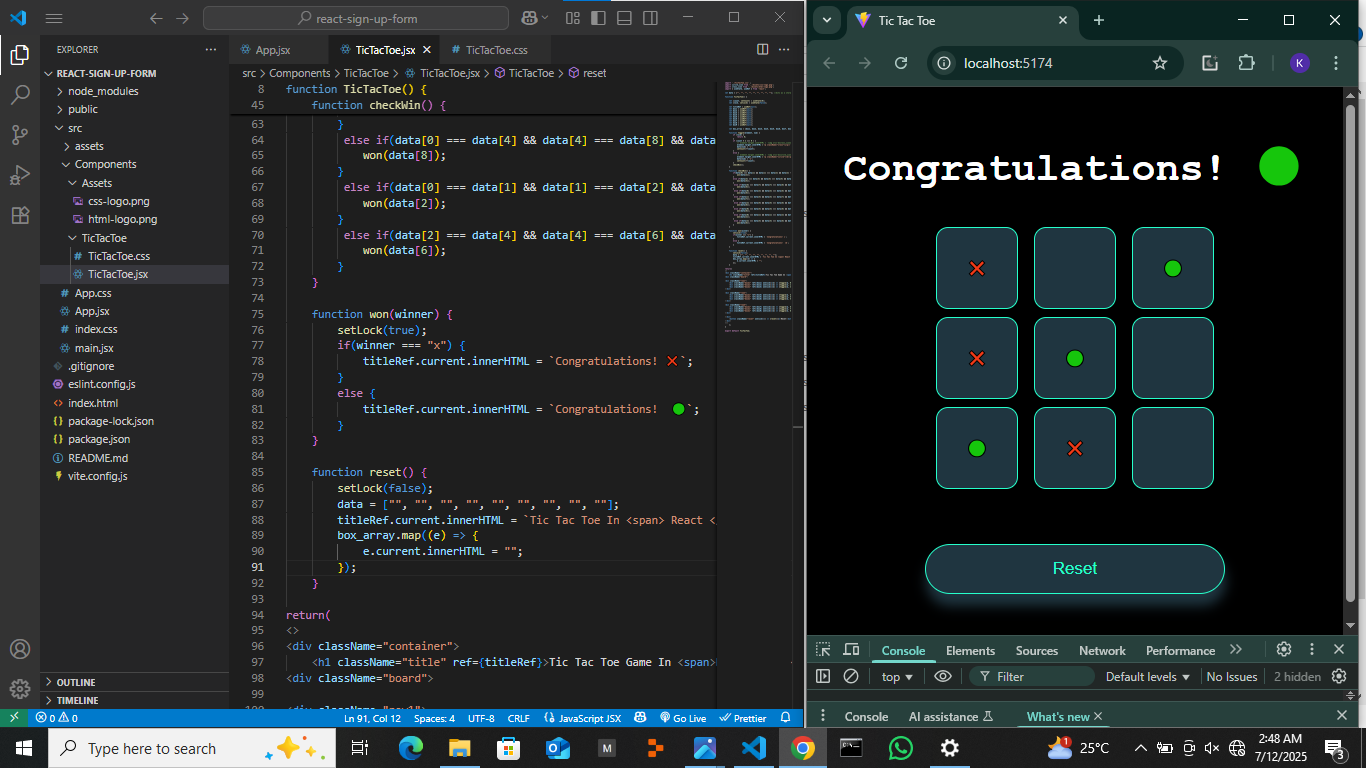 react-sign-up-form
EXPLORER
REACT-SIGN-UP-FORM
node_modules
public
src
assets
Components
Assets
css-logo.png
html-logo.png
TicTacToe
TicTacToe.css
TicTacToe.jsx
App.css
App.jsx
index.css
main.jsx
.gitignore
eslint.config.js
index.html
package-lock.json
package.json
README.md
vite.config.js
OUTLINE
TIMELINE
App.jsx TicTacToe.jsx TicTacToe.css
src > Components > TicTacToe > TicTacToe.jsx > TicTacToe > reset
8 function TicTacToe() {
45 function checkWin() {
63 }
64 else if(data[0] === data[4] && data[4] === data[8] && data
65 won(data[8]);
66 }
67 else if(data[0] === data[1] && data[1] === data[2] && data
68 won(data[2]);
69 }
70 else if(data[2] === data[4] && data[4] === data[6] && data
71 won(data[6]);
72 }
73 }
74
75 function won(winner) {
76 setLock(true);
77 if(winner === "x") {
78 titleRef.current.innerHTML = `Congratulations! ❌`;
79 }
80 else {
81 titleRef.current.innerHTML = `Congratulations! 🟢`;
82 }
83 }
84
85 function reset() {
86 setLock(false);
87 data = ["", "", "", "", "", "", "", "", ""];
88 titleRef.current.innerHTML = `Tic Tac Toe In <span> React <
89 box_array.map((e) => {
90 e.current.innerHTML = "";
91 });
92 }
93
94 return(
95 <>
96 <div className="container">
97 <h1 className="title" ref={titleRef}>Tic Tac Toe Game In <span>
98 <div className="board">
99
0 0 Ln 91, Col 12 Spaces: 4 UTF-8 CRLF {} JavaScript JSX Go Live Prettier
Tic Tac Toe
localhost:5174
K
Congratulations! 🟢
❌ 🟢
❌ 🟢
🟢 ❌
Reset
Console Elements Sources Network Performance
top Filter Default levels No Issues 2 hidden
Console AI assistance What's new
Type here to search
M
1 25°C
2:48 AM
7/12/2025
3